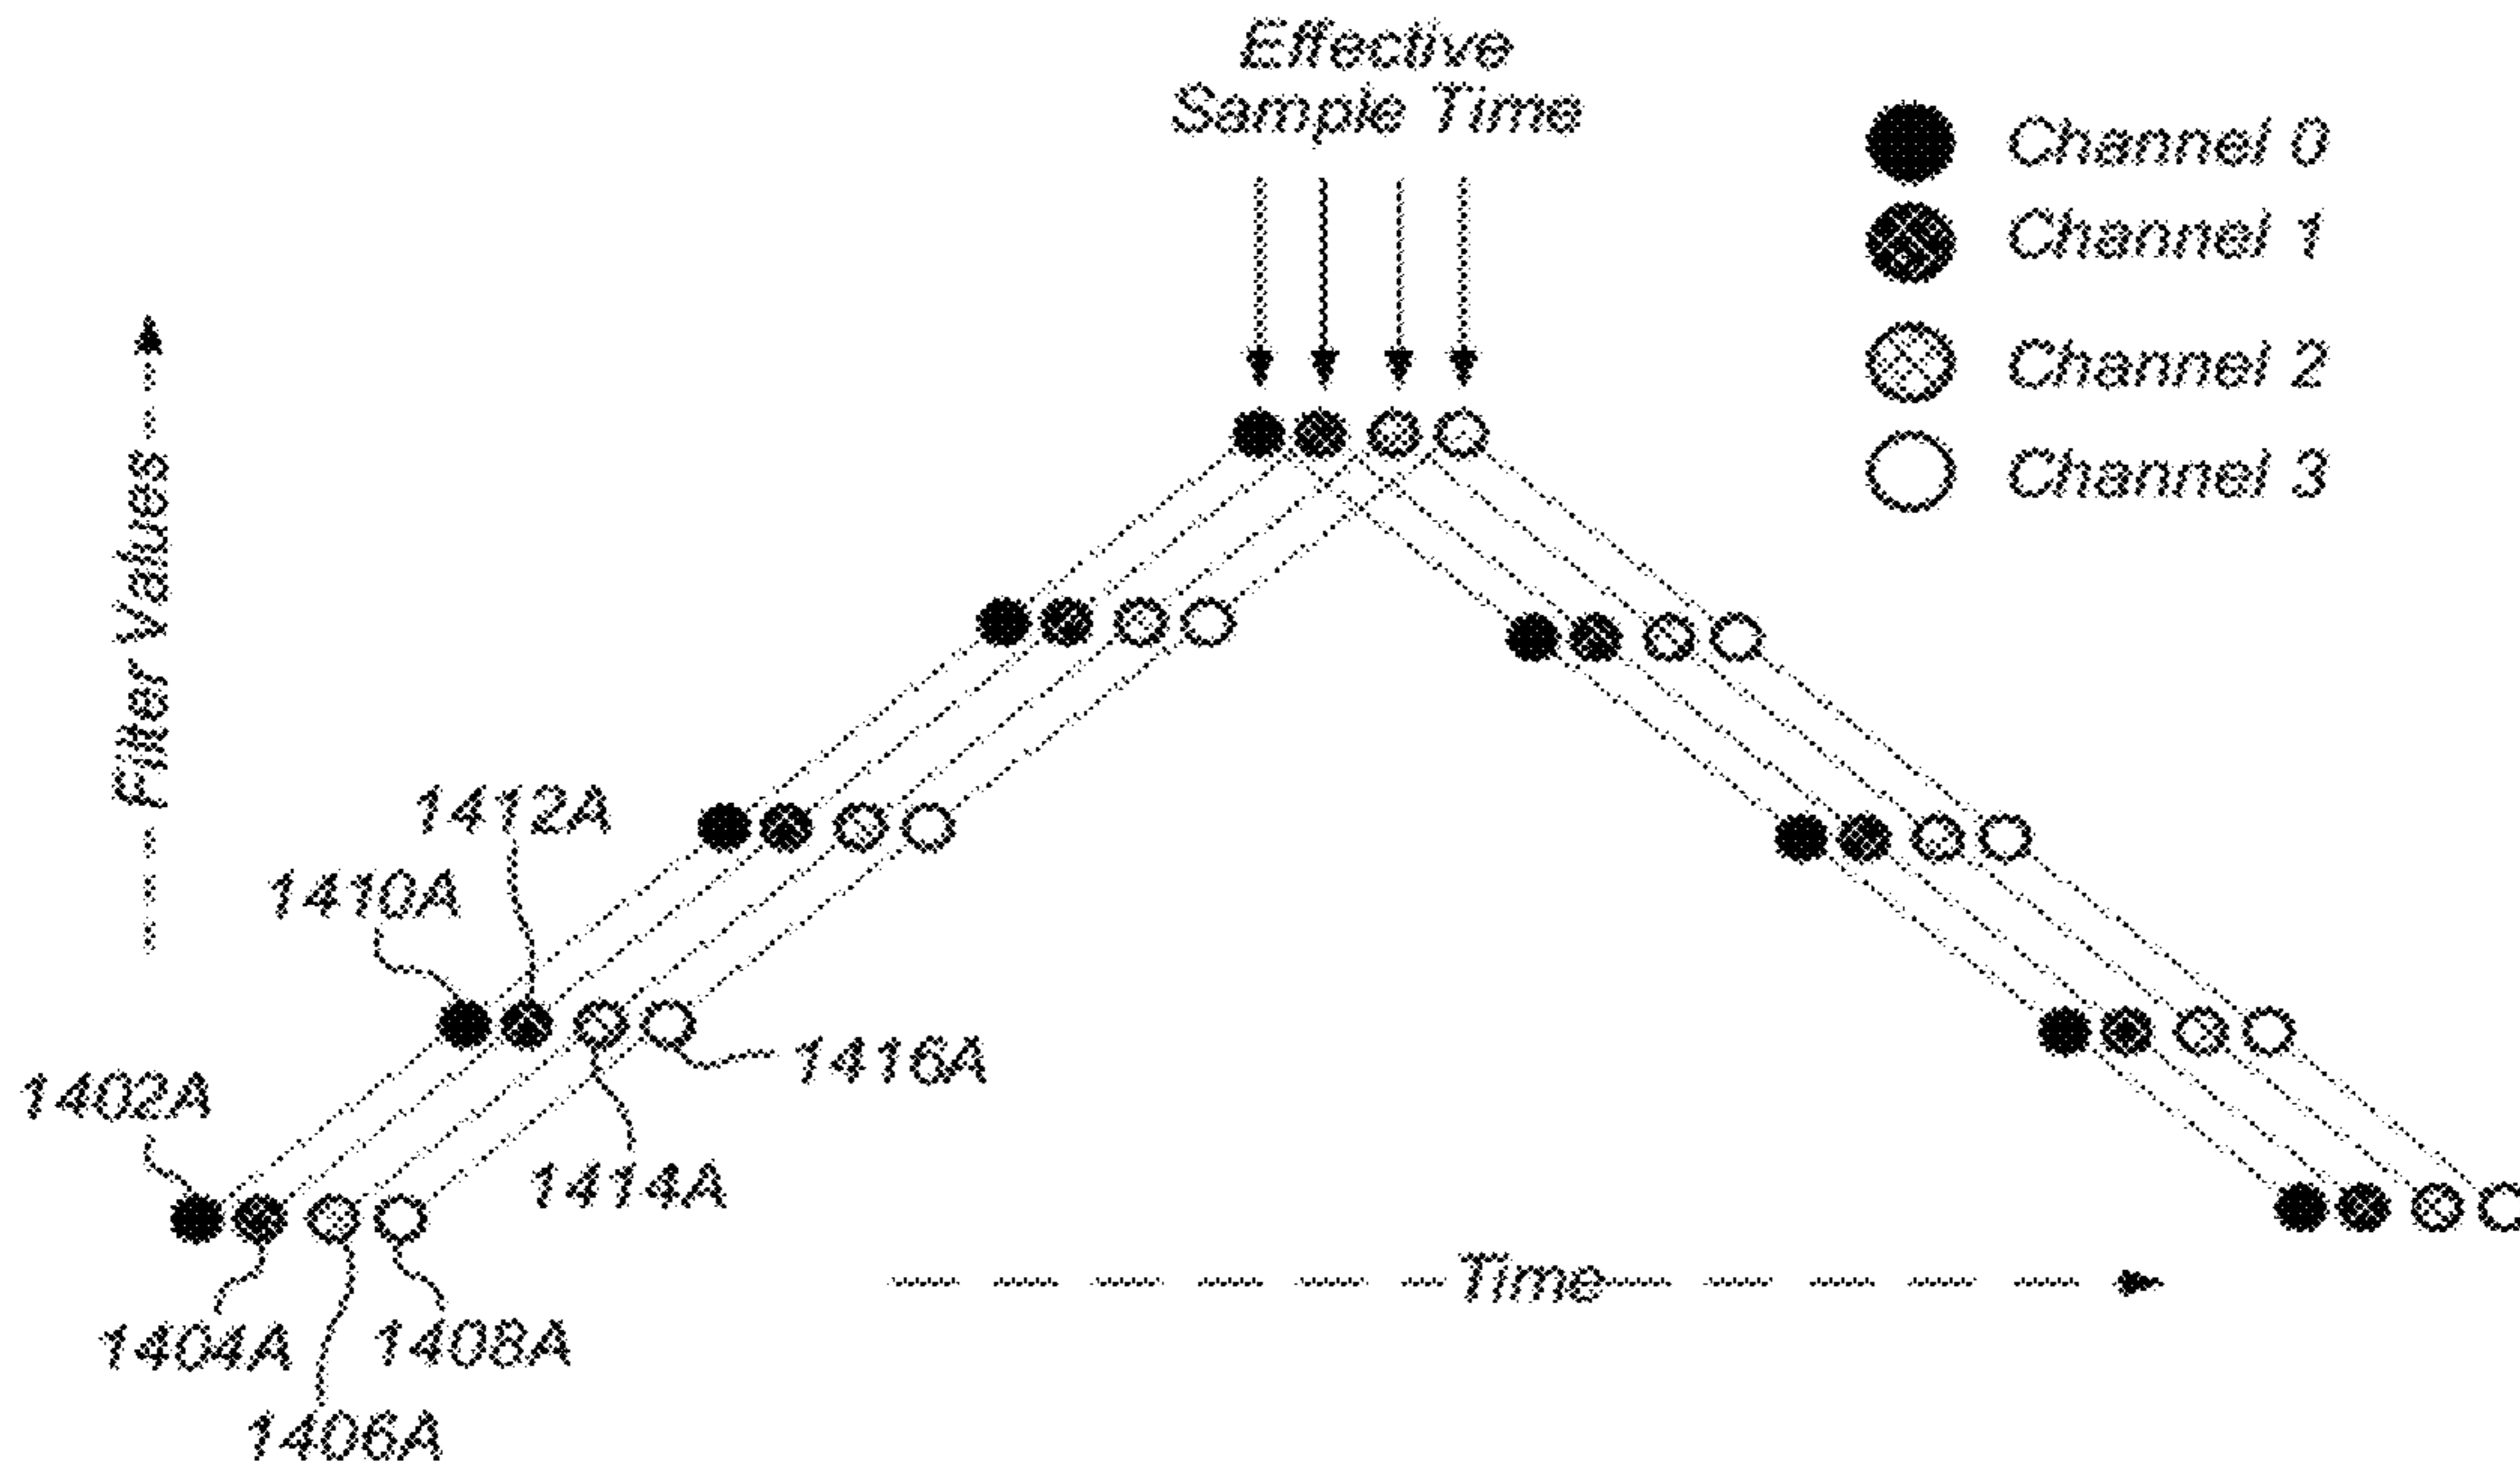 Effective
Sample Time
Channel 0
Channel 1
Channel 2
Channel 3
Filter Values
1412A
1410A
1416A
1402A
1414A
Time
1404A
1408A
1406A